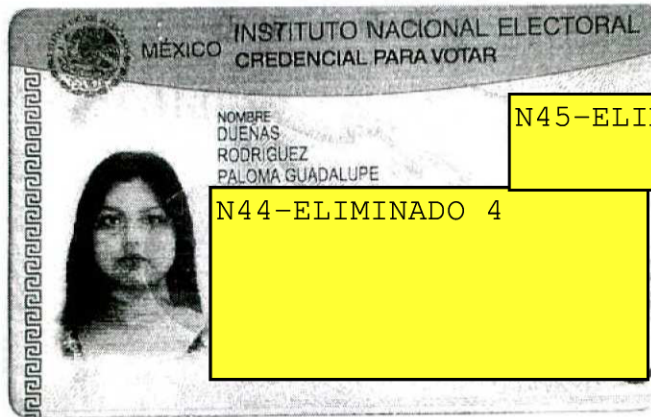 MÉXICO INSTITUTO NACIONAL ELECTORAL
CREDENCIAL PARA VOTAR
NOMBRE
DUEÑAS
RODRIGUEZ
PALOMA GUADALUPE
N45-ELI
N44-ELIMINADO 4